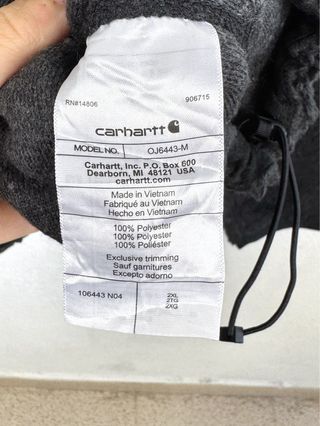 RN#14806 906715
carhartt
MODEL NO. OJ6443-M
Carhartt, Inc. P.O. Box 600
Dearborn, MI 48121 USA
carhartt.com
Made in Vietnam
Fabriqué au Vietnam
Hecho en Vietnam
100% Polyester
100% Polyester
100% Poliéster
Exclusive trimming
Sauf garnitures
Excepto adorno
106443 N04
2XL
2TG
2XG